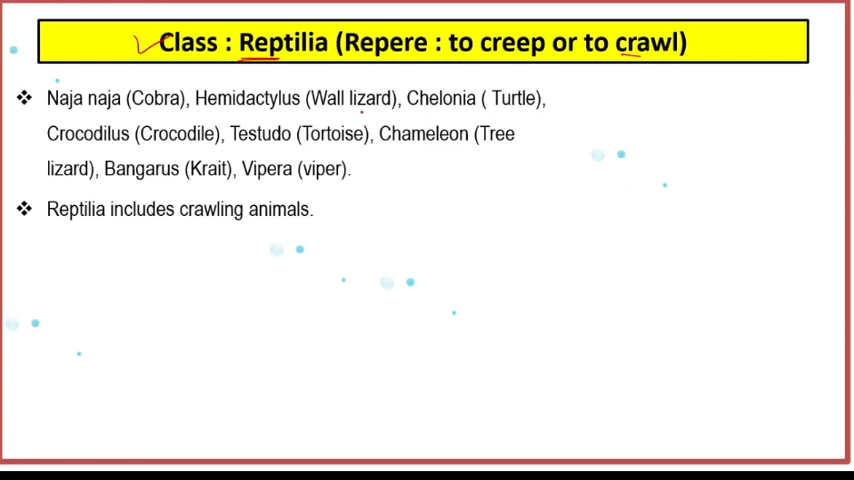 Class : Reptilia (Repere : to creep or to crawl)
❖ Naja naja (Cobra), Hemidactylus (Wall lizard), Chelonia ( Turtle),
Crocodilus (Crocodile), Testudo (Tortoise), Chameleon (Tree
lizard), Bangarus (Krait), Vipera (viper).
❖ Reptilia includes crawling animals.